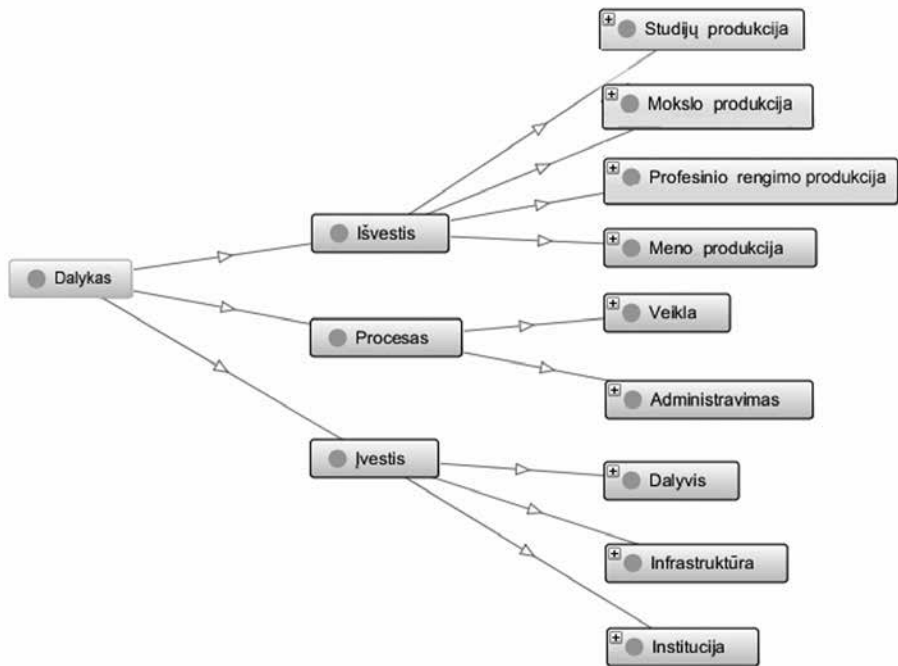 Studijų produkcija
Mokslo produkcija
Profesinio rengimo produkcija
Išvestis
Meno produkcija
Dalykas
Veikla
Procesas
Administravimas
Įvestis
Dalyvis
Infrastruktūra
Institucija